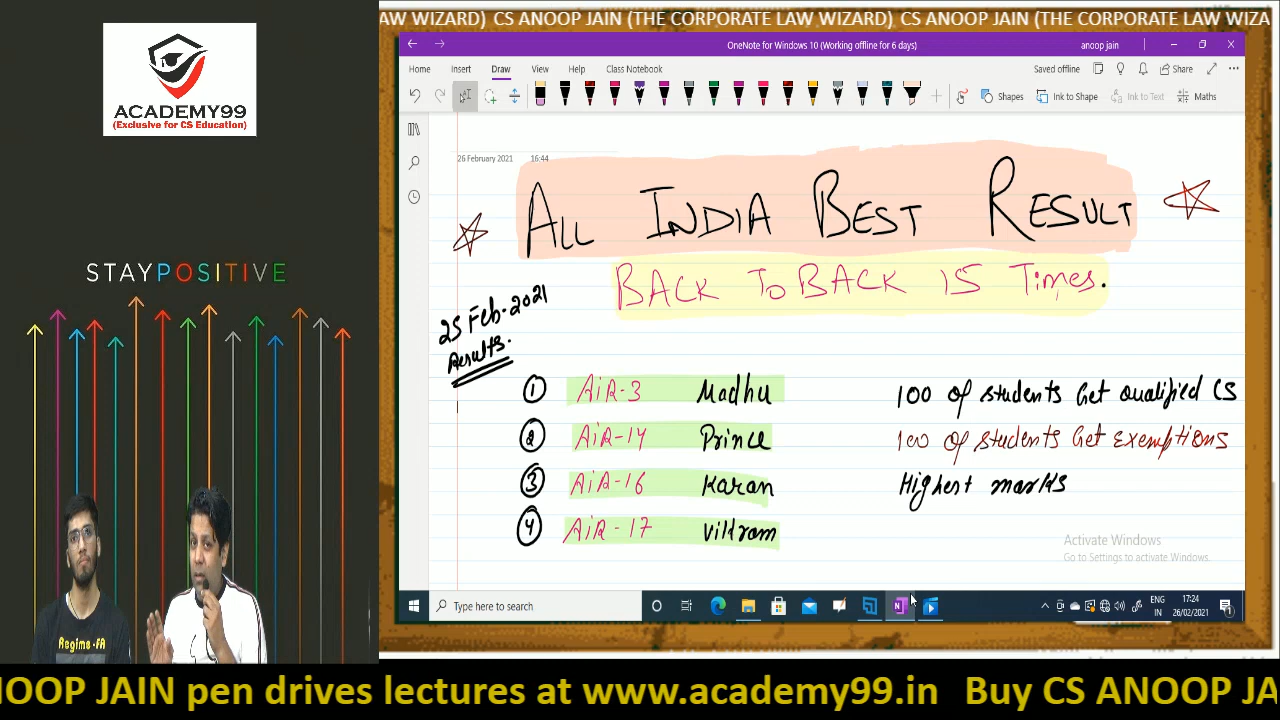 AW WIZARD) CS ANOOP JAIN (THE CORPORATE LAW WIZARD) CS ANOOP JAIN (THE CORPORATE LAW WIZA
ACADEMY99
(Exclusive for CS Education)
OneNote for Windows 10 (Working offline for 6 days)
anoop jain
Home Insert Draw View Help Class Notebook
Saved offline
Share
Shapes
Ink to Shape
Ink to Text
Maths
26 February 2021 16:44
ALL INDIA BEST RESULT
BACK TO BACK 15 Times.
STAYPOSITIVE
25 Feb. 2021
Results.
1 AIR-3 Madhu 100 of students Get qualified CS
2 AIR-14 Prince 100 of students Get exemptions
3 AIR-16 Karan Highest marks
4 AIR-17 Vikram
Activate Windows
Go to Settings to activate Windows.
Regime-FA
Type here to search
ENG
IN
17:24
26/02/2021
NOOP JAIN pen drives lectures at www.academy99.in Buy CS ANOOP JA